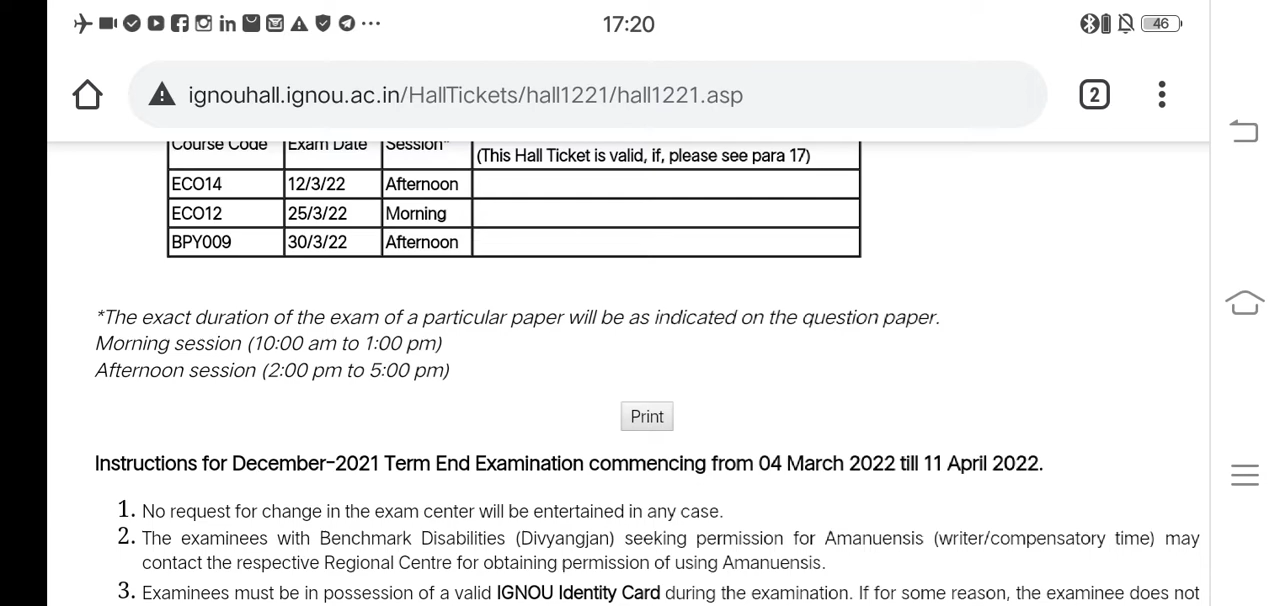 17:20
46
ignouhall.ignou.ac.in/HallTickets/hall1221/hall1221.asp
2
Course Code Exam Date Session*
(This Hall Ticket is valid, if, please see para 17)
ECO14 12/3/22 Afternoon
ECO12 25/3/22 Morning
BPY009 30/3/22 Afternoon
*The exact duration of the exam of a particular paper will be as indicated on the question paper.
Morning session (10:00 am to 1:00 pm)
Afternoon session (2:00 pm to 5:00 pm)
Print
Instructions for December-2021 Term End Examination commencing from 04 March 2022 till 11 April 2022.
1. No request for change in the exam center will be entertained in any case.
2. The examinees with Benchmark Disabilities (Divyangjan) seeking permission for Amanuensis (writer/compensatory time) may
contact the respective Regional Centre for obtaining permission of using Amanuensis.
3. Examinees must be in possession of a valid IGNOU Identity Card during the examination. If for some reason, the examinee does not